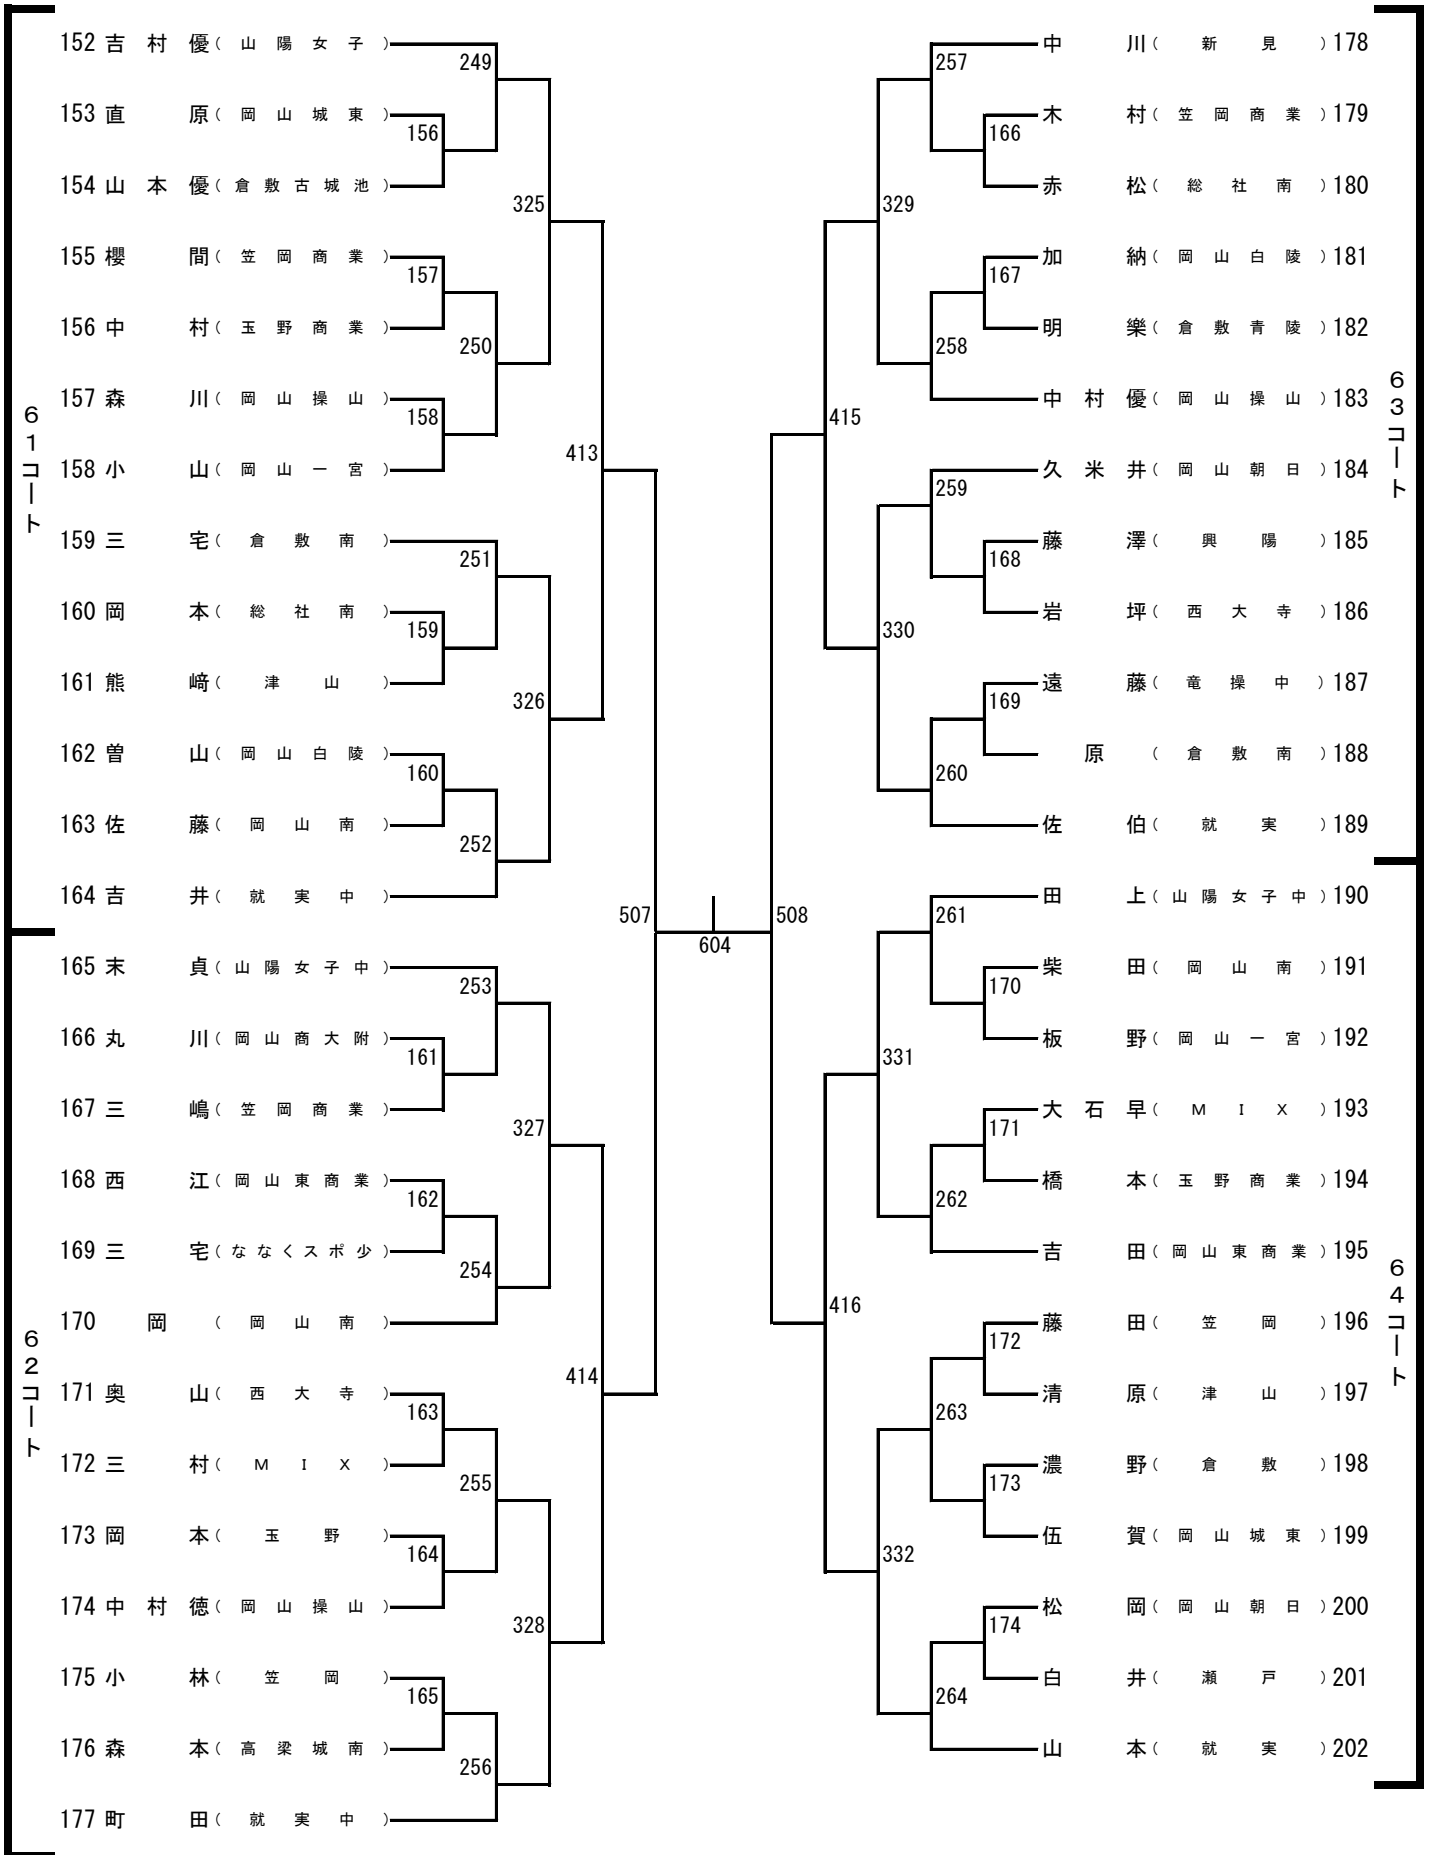 61コート
152 吉村優(山陽女子)
249
153 直原(岡山城東)
156
154 山本優(倉敷古城池)
325
155 櫻間(笠岡商業)
157
156 中村(玉野商業)
250
157 森川(岡山操山)
158
158 小山(岡山一宮)
413
159 三宅(倉敷南)
251
160 岡本(総社南)
159
161 熊﨑(津山)
326
162 曽山(岡山白陵)
160
163 佐藤(岡山南)
252
164 吉井(就実中)
507
62コート
165 末貞(山陽女子中)
253
166 丸川(岡山商大附)
161
167 三嶋(笠岡商業)
327
168 西江(岡山東商業)
162
169 三宅(ななくスポ少)
254
170 岡(岡山南)
414
171 奥山(西大寺)
163
172 三村(MIX)
255
173 岡本(玉野)
164
174 中村徳(岡山操山)
328
175 小林(笠岡)
165
176 森本(高梁城南)
256
177 町田(就実中)
604
63コート
中川(新見)178
257
木村(笠岡商業)179
166
赤松(総社南)180
329
加納(岡山白陵)181
167
明樂(倉敷青陵)182
258
中村優(岡山操山)183
415
久米井(岡山朝日)184
259
藤澤(興陽)185
168
岩坪(西大寺)186
330
遠藤(竜操中)187
169
原(倉敷南)188
260
佐伯(就実)189
508
64コート
田上(山陽女子中)190
261
柴田(岡山南)191
170
板野(岡山一宮)192
331
大石早(MIX)193
171
橋本(玉野商業)194
262
吉田(岡山東商業)195
416
藤田(笠岡)196
172
清原(津山)197
263
濃野(倉敷)198
173
伍賀(岡山城東)199
332
松岡(岡山朝日)200
174
白井(瀬戸)201
264
山本(就実)202